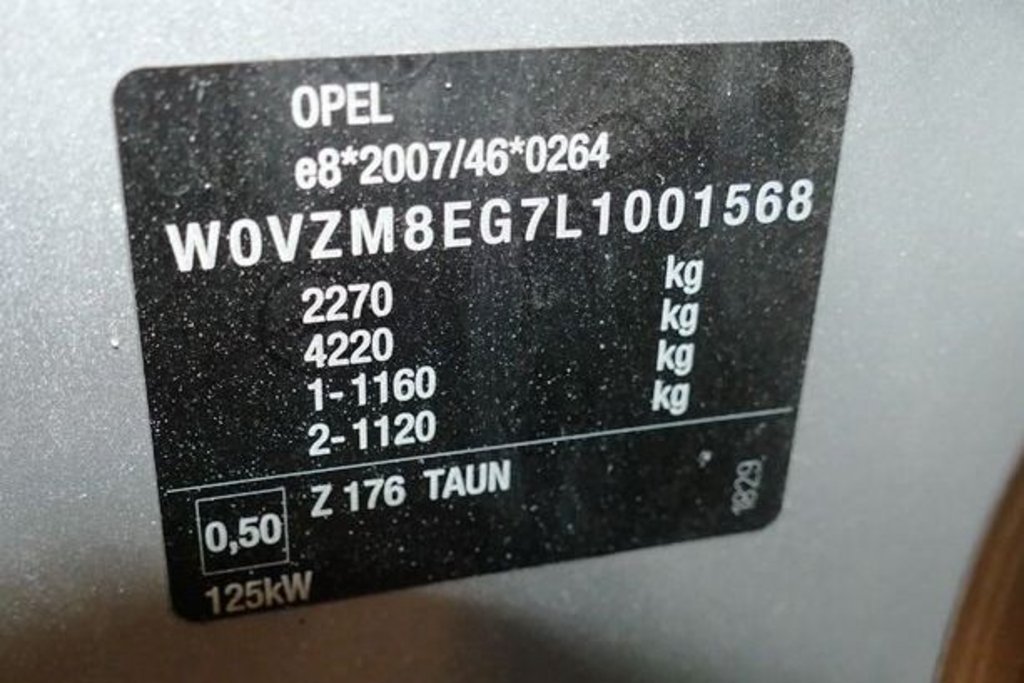 OPEL
e8*2007/46*0264
W0VZM8EG7L1001568
2270 kg
4220 kg
1-1160 kg
2-1120 kg
0,50 Z 176 TAUN
125kW
1829